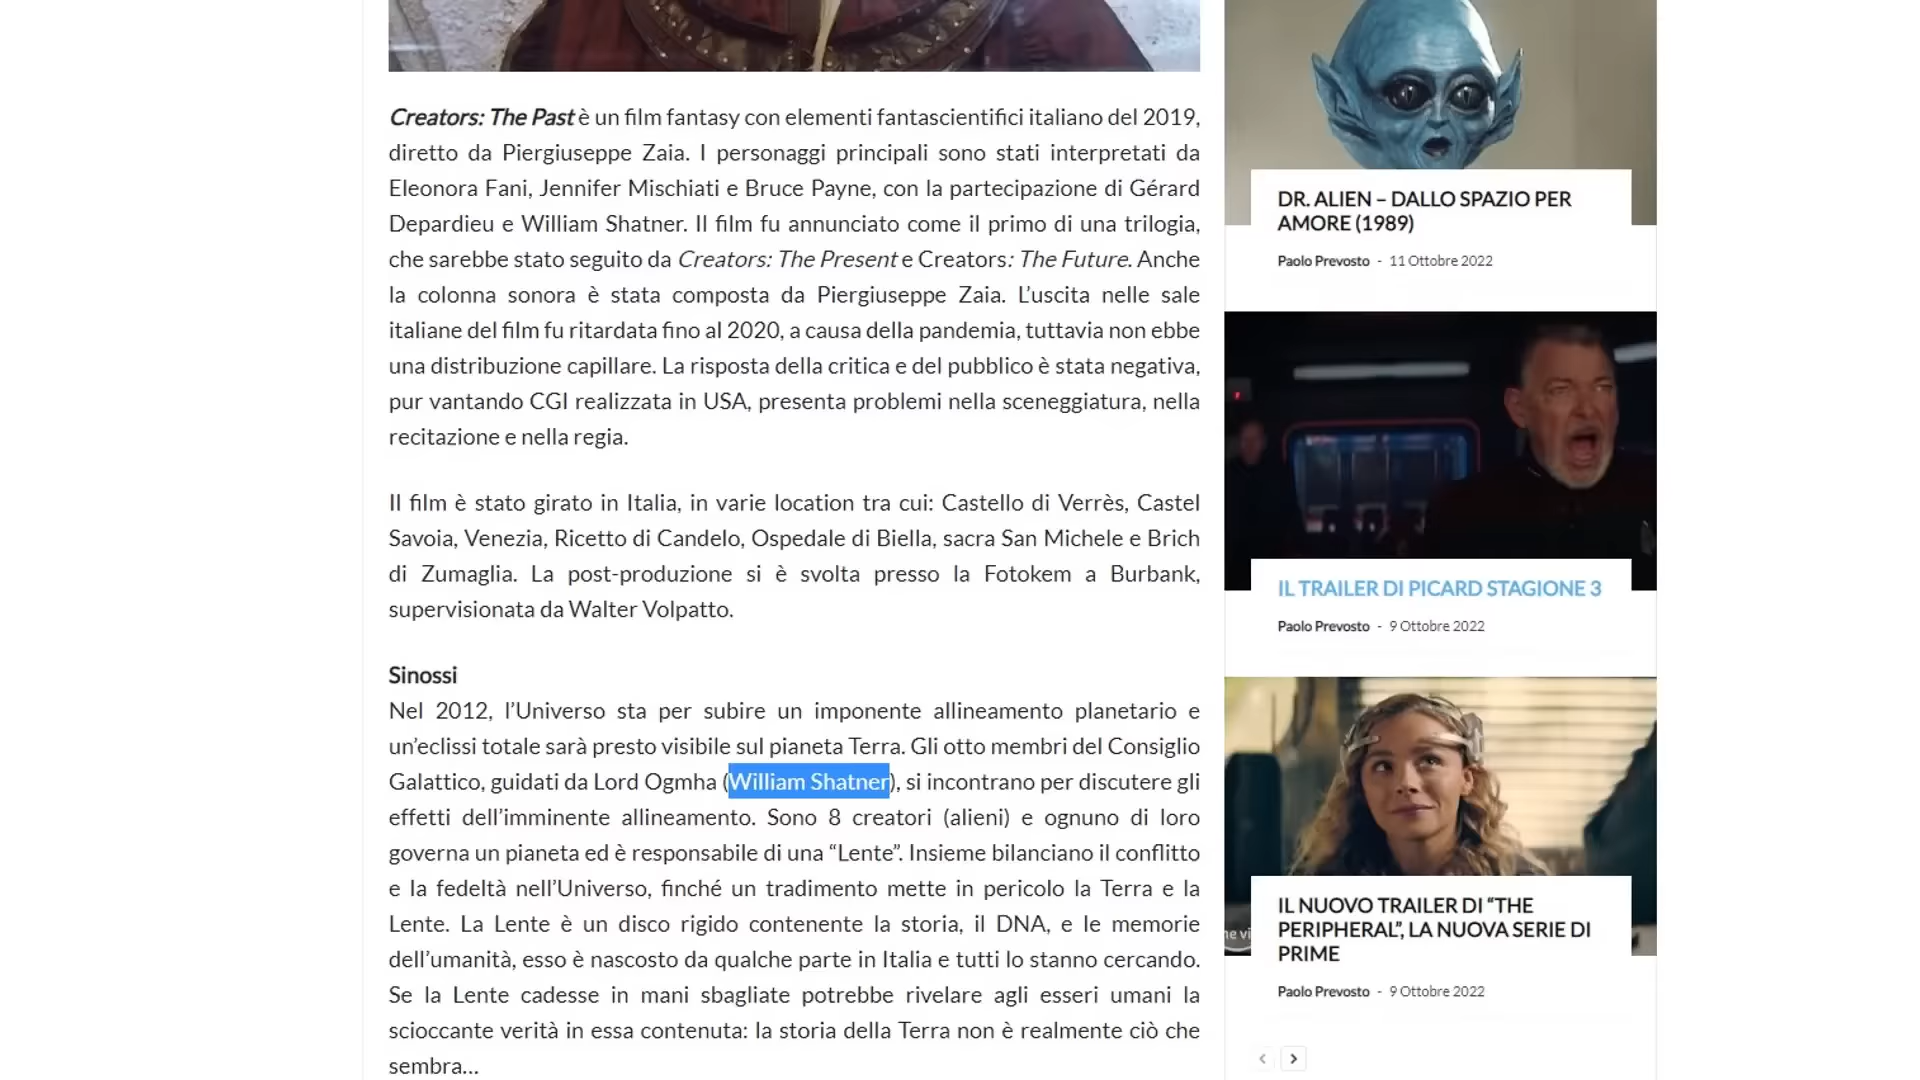 Creators: The Past è un film fantasy con elementi fantascientifici italiano del 2019,
diretto da Piergiuseppe Zaia. I personaggi principali sono stati interpretati da
Eleonora Fani, Jennifer Mischiati e Bruce Payne, con la partecipazione di Gérard
Depardieu e William Shatner. Il film fu annunciato come il primo di una trilogia,
che sarebbe stato seguito da Creators: The Present e Creators: The Future. Anche
la colonna sonora è stata composta da Piergiuseppe Zaia. L’uscita nelle sale
italiane del film fu ritardata fino al 2020, a causa della pandemia, tuttavia non ebbe
una distribuzione capillare. La risposta della critica e del pubblico è stata negativa,
pur vantando CGI realizzata in USA, presenta problemi nella sceneggiatura, nella
recitazione e nella regia.
Il film è stato girato in Italia, in varie location tra cui: Castello di Verrès, Castel
Savoia, Venezia, Ricetto di Candelo, Ospedale di Biella, sacra San Michele e Brich
di Zumaglia. La post-produzione si è svolta presso la Fotokem a Burbank,
supervisionata da Walter Volpatto.
Sinossi
Nel 2012, l’Universo sta per subire un imponente allineamento planetario e
un’eclissi totale sarà presto visibile sul pianeta Terra. Gli otto membri del Consiglio
Galattico, guidati da Lord Ogmha (William Shatner), si incontrano per discutere gli
effetti dell’imminente allineamento. Sono 8 creatori (alieni) e ognuno di loro
governa un pianeta ed è responsabile di una “Lente”. Insieme bilanciano il conflitto
e la fedeltà nell’Universo, finché un tradimento mette in pericolo la Terra e la
Lente. La Lente è un disco rigido contenente la storia, il DNA, e le memorie
dell’umanità, esso è nascosto da qualche parte in Italia e tutti lo stanno cercando.
Se la Lente cadesse in mani sbagliate potrebbe rivelare agli esseri umani la
scioccante verità in essa contenuta: la storia della Terra non è realmente ciò che
sembra…
DR. ALIEN – DALLO SPAZIO PER
AMORE (1989)
Paolo Prevosto - 11 Ottobre 2022
IL TRAILER DI PICARD STAGIONE 3
Paolo Prevosto - 9 Ottobre 2022
IL NUOVO TRAILER DI “THE
PERIPHERAL”, LA NUOVA SERIE DI
PRIME
Paolo Prevosto - 9 Ottobre 2022